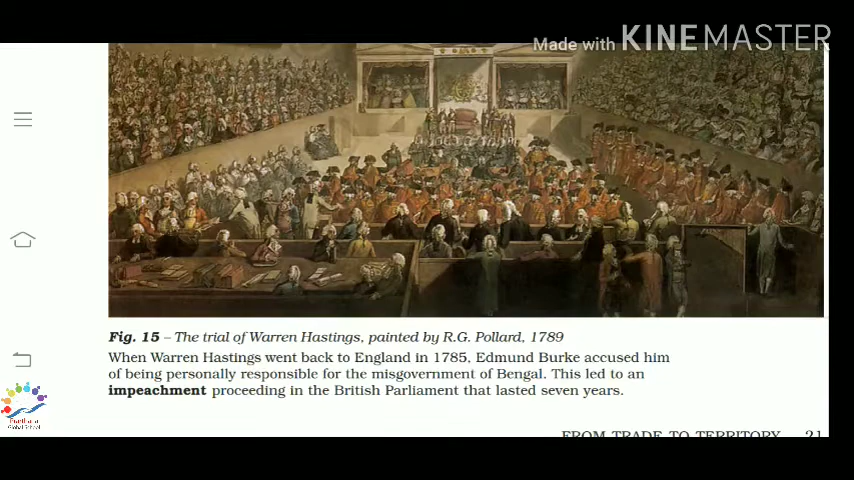 Made with KINEMASTER
Fig. 15 – The trial of Warren Hastings, painted by R.G. Pollard, 1789
When Warren Hastings went back to England in 1785, Edmund Burke accused him
of being personally responsible for the misgovernment of Bengal. This led to an
impeachment proceeding in the British Parliament that lasted seven years.
Global School
FROM TRADE TO TERRITORY 21